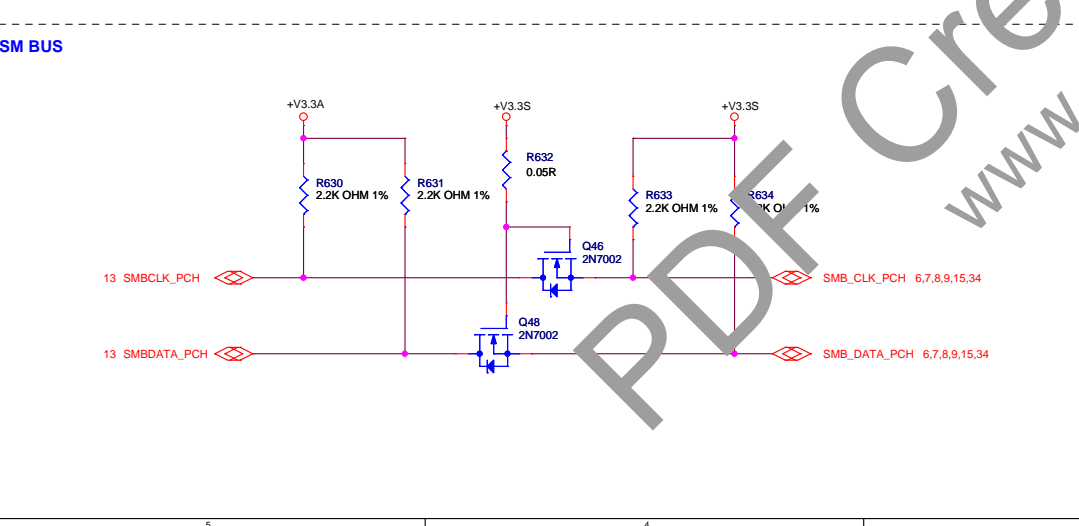 SM BUS
+V3.3A
+V3.3S
+V3.3S
R632
0.05R
R630
2.2K OHM 1%
R631
2.2K OHM 1%
R633
2.2K OHM 1%
R634
1%
Q46
2N7002
13 SMBCLK_PCH
SMB_CLK_PCH 6,7,8,9,15,34
Q48
2N7002
13 SMBDATA_PCH
SMB_DATA_PCH 6,7,8,9,15,34
PDF Cre
www
5
4